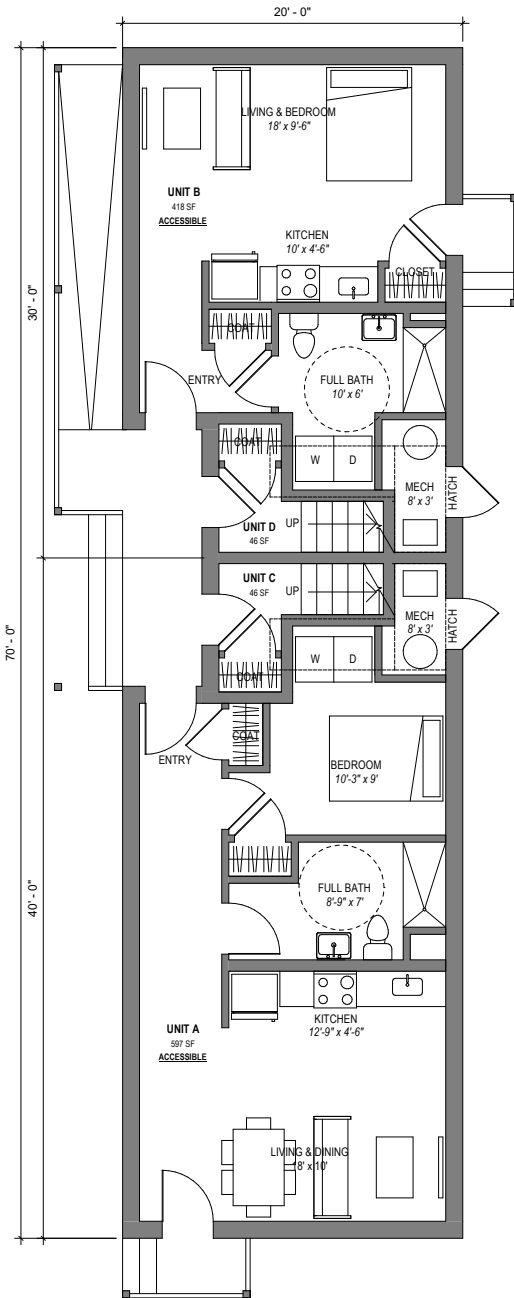 20' - 0"
LIVING & BEDROOM
18' x 9'-6"
UNIT B
418 SF
ACCESSIBLE
KITCHEN
10' x 4'-6"
CLOSET
30' - 0"
COAT
ENTRY
FULL BATH
10' x 6'
COAT
W
D
MECH
8' x 3'
HATCH
UNIT D
46 SF
UP
UNIT C
46 SF
UP
MECH
8' x 3'
HATCH
70' - 0"
W
D
COAT
COAT
ENTRY
BEDROOM
10'-3" x 9'
40' - 0"
FULL BATH
8'-9" x 7'
KITCHEN
12'-9" x 4'-6"
UNIT A
597 SF
ACCESSIBLE
LIVING & DINING
18' x 10'